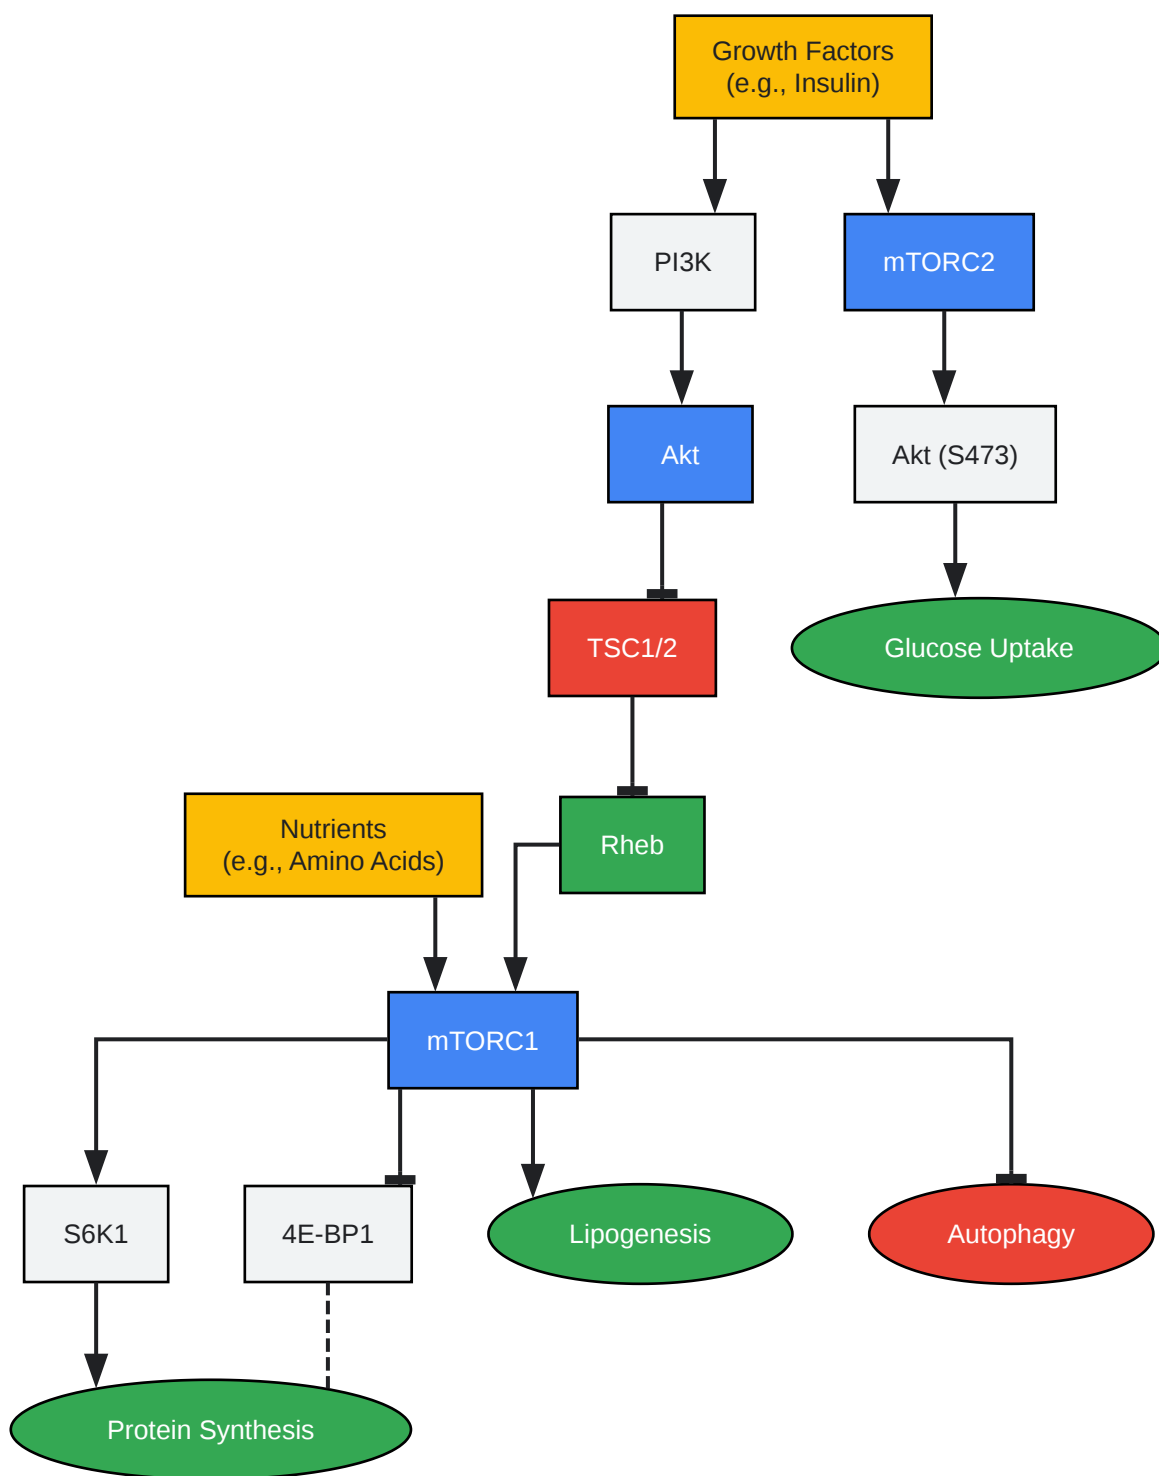 Growth Factors
(e.g., Insulin)
PI3K
mTORC2
Akt
Akt (S473)
TSC1/2
Glucose Uptake
Nutrients
(e.g., Amino Acids)
Rheb
mTORC1
S6K1
4E-BP1
Lipogenesis
Autophagy
Protein Synthesis